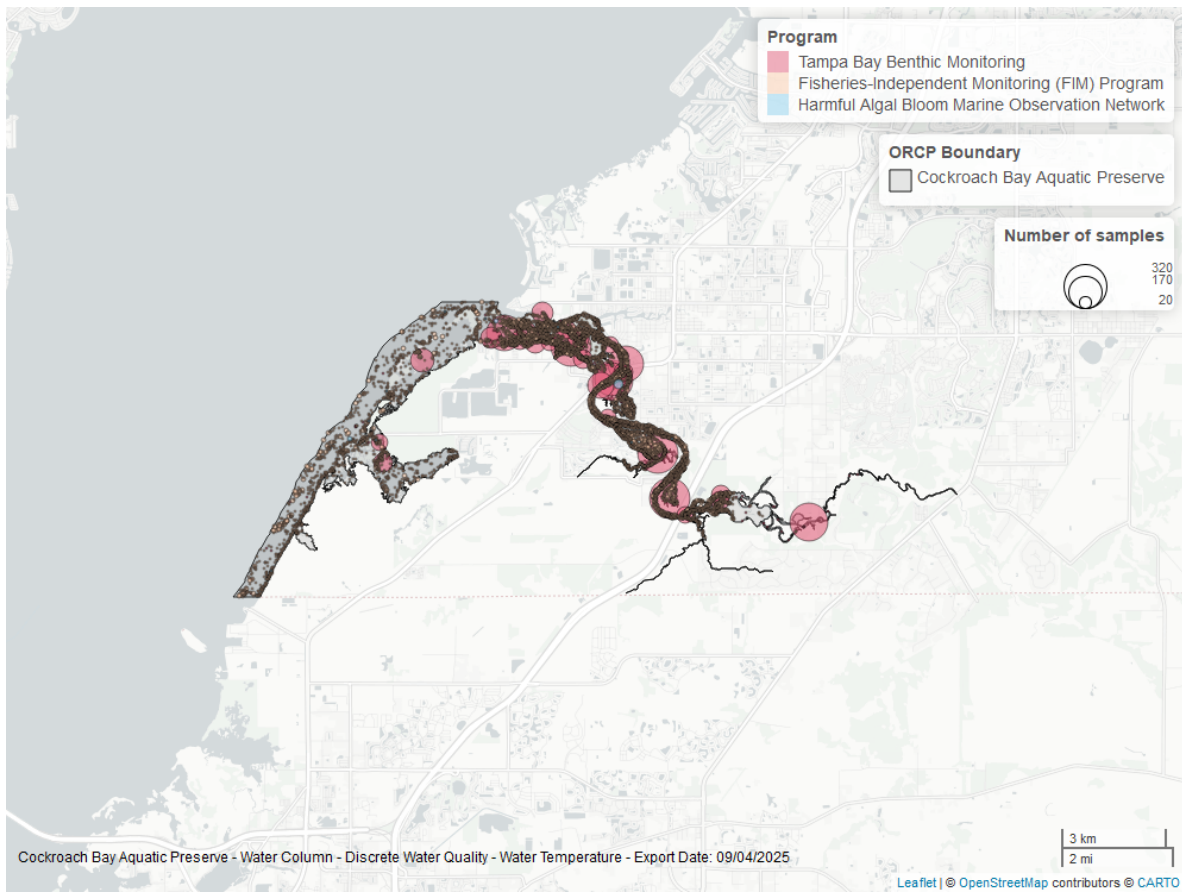 Program
Tampa Bay Benthic Monitoring
Fisheries-Independent Monitoring (FIM) Program
Harmful Algal Bloom Marine Observation Network
ORCP Boundary
Cockroach Bay Aquatic Preserve
Number of samples
320
170
20
3 km
2 mi
Cockroach Bay Aquatic Preserve - Water Column - Discrete Water Quality - Water Temperature - Export Date: 09/04/2025
Leaflet | © OpenStreetMap contributors © CARTO